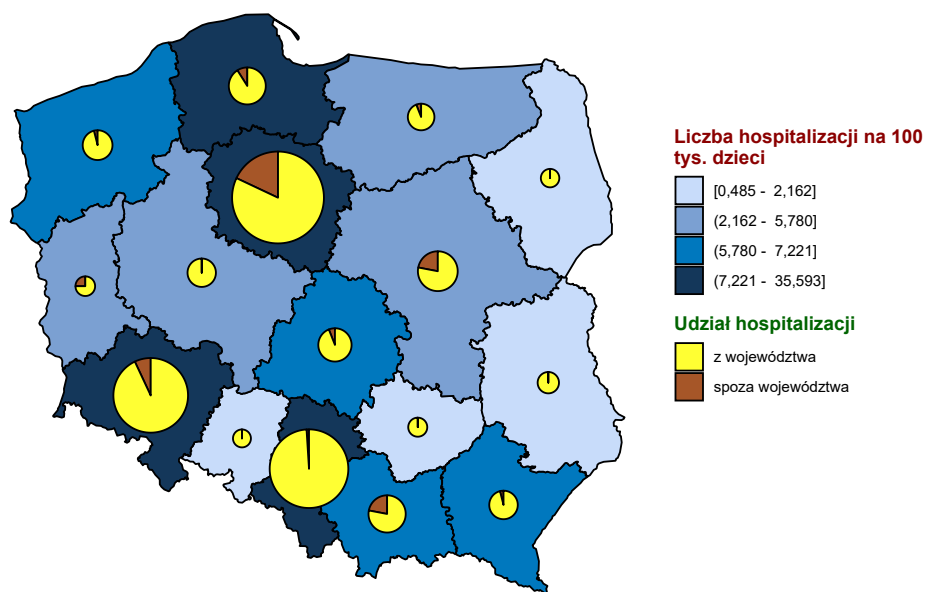 Liczba hospitalizacji na 100
tys. dzieci
[0,485 - 2,162]
(2,162 - 5,780]
(5,780 - 7,221]
(7,221 - 35,593]
Udział hospitalizacji
z województwa
spoza województwa